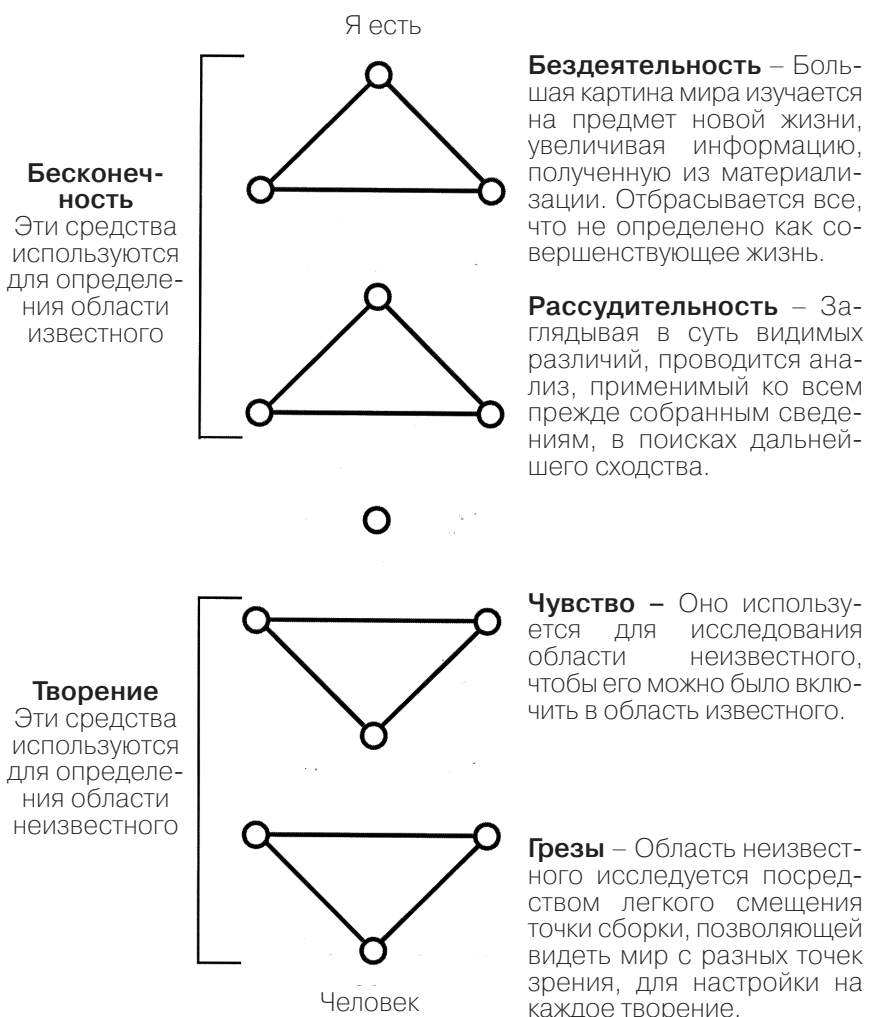 Я есть
Бесконеч-
ность
Эти средства
используются
для определе-
ния области
известного
Бездеятельность – Боль-
шая картина мира изучается
на предмет новой жизни,
увеличивая информацию,
полученную из материали-
зации. Отбрасывается все,
что не определено как со-
вершенствующее жизнь.
Рассудительность – За-
глядывая в суть видимых
различий, проводится ана-
лиз, применимый ко всем
прежде собранным сведе-
ниям, в поисках дальней-
шего сходства.
Творение
Эти средства
используются
для определе-
ния области
неизвестного
Чувство – Оно использу-
ется для исследования
области неизвестного,
чтобы его можно было вклю-
чить в область известного.
Грезы – Область неизвест-
ного исследуется посред-
ством легкого смещения
точки сборки, позволяющей
видеть мир с разных точек
зрения, для настройки на
каждое творение.
Человек